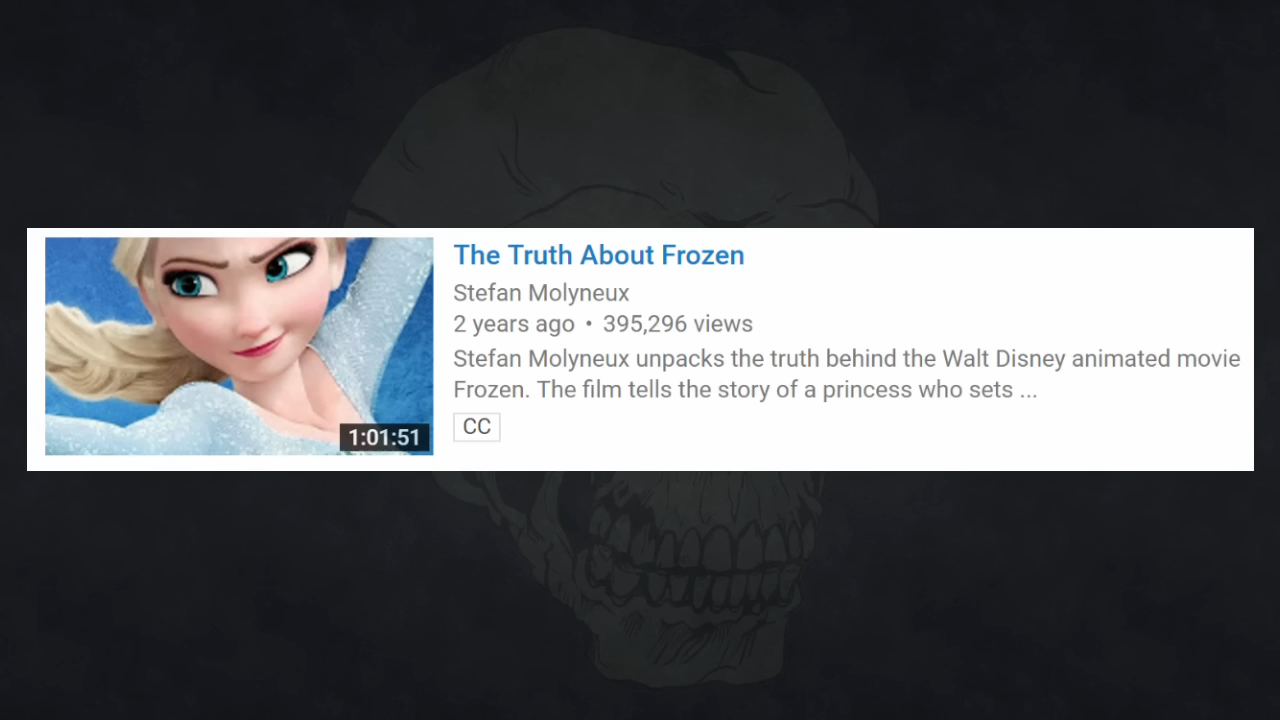 The Truth About Frozen
Stefan Molyneux
2 years ago • 395,296 views
Stefan Molyneux unpacks the truth behind the Walt Disney animated movie
Frozen. The film tells the story of a princess who sets ...
CC
1:01:51